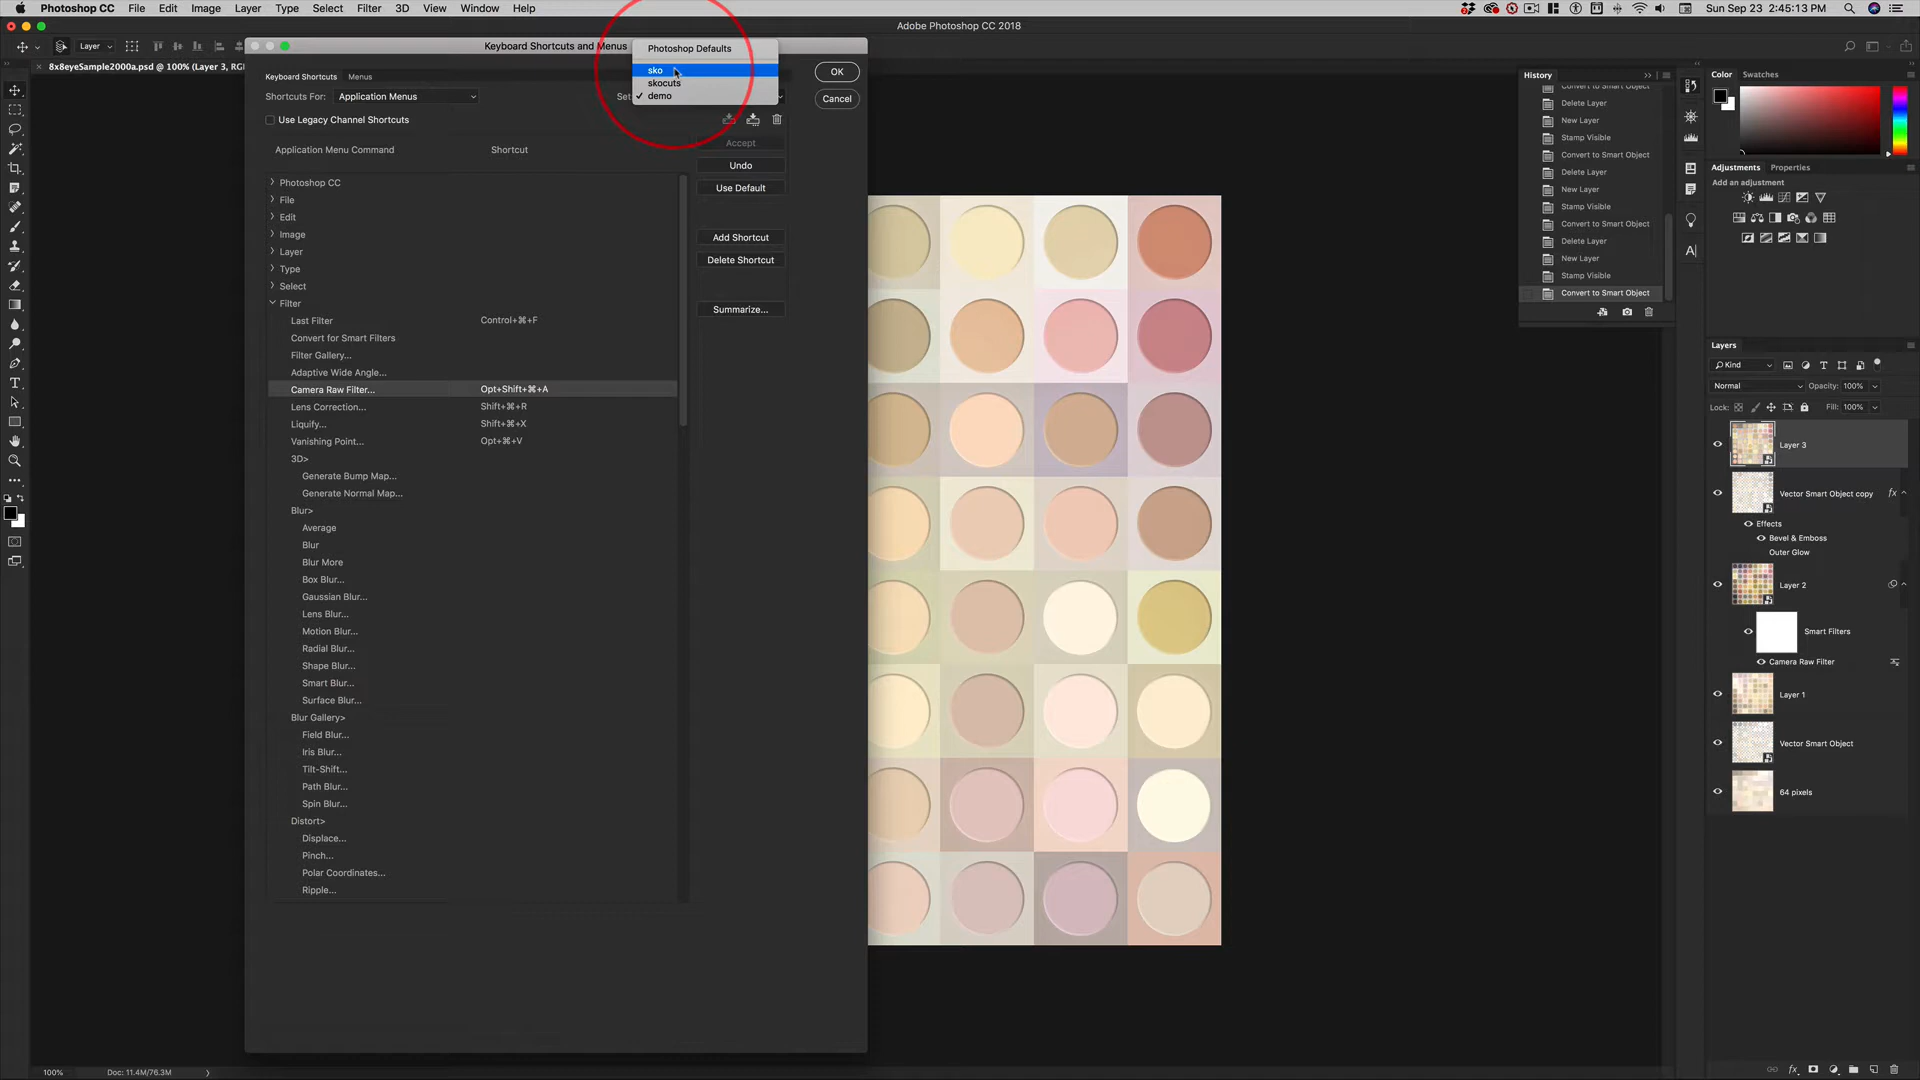 Photoshop CC File Edit Image Layer Type Select Filter 3D View Window Help
Sun Sep 23 2:45:13 PM
Adobe Photoshop CC 2018
Layer
Keyboard Shortcuts and Menus
Photoshop Defaults
sko
skocuts
demo
8x8eyeSample2000a.psd @ 100% (Layer 3, RG
Keyboard Shortcuts Menus
Shortcuts For: Application Menus
Set:
OK
Cancel
Use Legacy Channel Shortcuts
Application Menu Command Shortcut
Accept
Undo
Use Default
Add Shortcut
Delete Shortcut
Summarize...
Photoshop CC
File
Edit
Image
Layer
Type
Select
Filter
Last Filter Control+⌘+F
Convert for Smart Filters
Filter Gallery...
Adaptive Wide Angle...
Camera Raw Filter... Opt+Shift+⌘+A
Lens Correction... Shift+⌘+R
Liquify... Shift+⌘+X
Vanishing Point... Opt+⌘+V
3D>
Generate Bump Map...
Generate Normal Map...
Blur>
Average
Blur
Blur More
Box Blur...
Gaussian Blur...
Lens Blur...
Motion Blur...
Radial Blur...
Shape Blur...
Smart Blur...
Surface Blur...
Blur Gallery>
Field Blur...
Iris Blur...
Tilt-Shift...
Path Blur...
Spin Blur...
Distort>
Displace...
Pinch...
Polar Coordinates...
Ripple...
100% Doc: 11.4M/76.3M
History
Convert to Smart Object
Delete Layer
New Layer
Stamp Visible
Convert to Smart Object
Delete Layer
New Layer
Stamp Visible
Convert to Smart Object
Delete Layer
New Layer
Stamp Visible
Convert to Smart Object
Color Swatches
Adjustments Properties
Add an adjustment
Layers
Kind
Normal Opacity: 100%
Lock: Fill: 100%
Layer 3
Vector Smart Object copy fx
Effects
Bevel & Emboss
Outer Glow
Layer 2
Smart Filters
Camera Raw Filter
Layer 1
Vector Smart Object
64 pixels